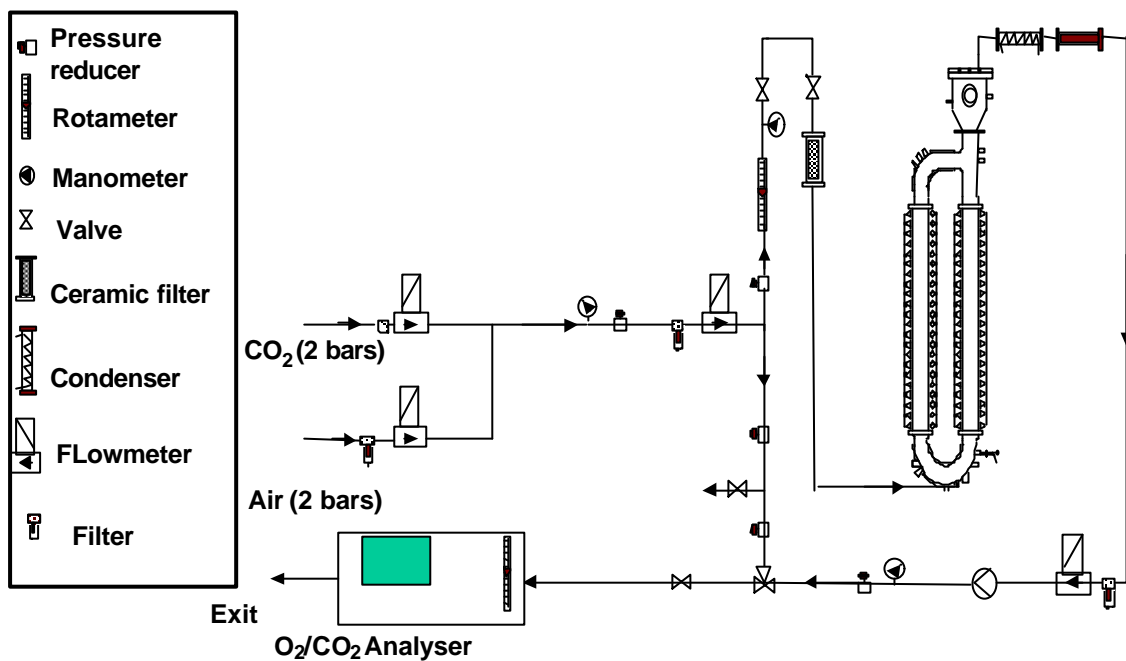 Pressure
reducer
Rotameter
Manometer
Valve
Ceramic filter
Condenser
FLowmeter
Filter
CO₂ (2 bars)
Air (2 bars)
Exit
O₂/CO₂ Analyser